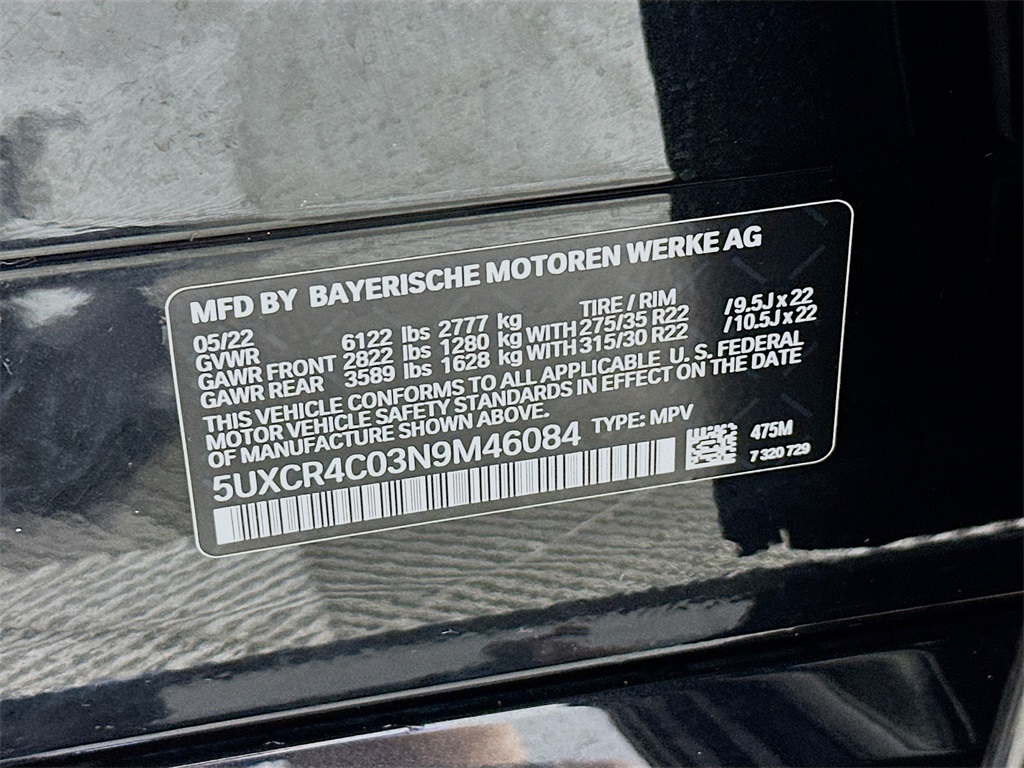 MFD BY BAYERISCHE MOTOREN WERKE AG
05/22 TIRE / RIM
GVWR 6122 lbs 2777 kg
GAWR FRONT 2822 lbs 1280 kg WITH 275/35 R22 /9.5J x 22
GAWR REAR 3589 lbs 1628 kg WITH 315/30 R22 /10.5J x 22
THIS VEHICLE CONFORMS TO ALL APPLICABLE U. S. FEDERAL
MOTOR VEHICLE SAFETY STANDARDS IN EFFECT ON THE DATE
OF MANUFACTURE SHOWN ABOVE.
5UXCR4C03N9M46084 TYPE: MPV
475M
7 320 729